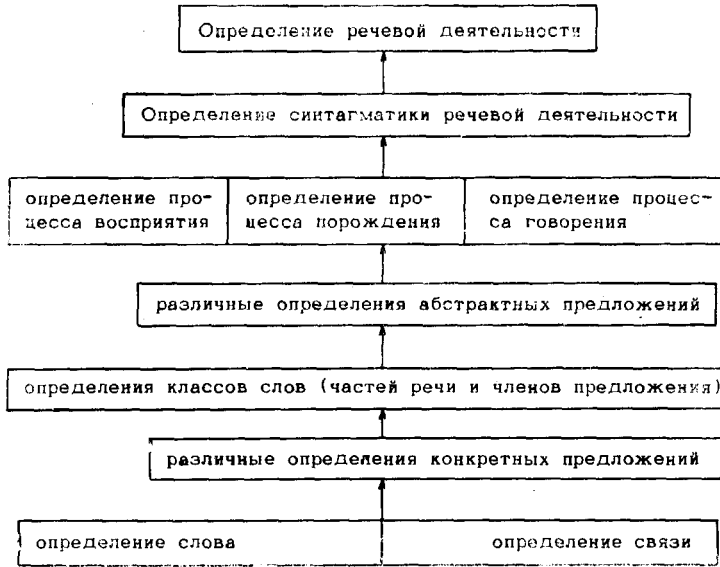 Определение речевой деятельности
Определение синтагматики речевой деятельности
определение про-
цесса восприятия
определение про-
цесса порождения
определение процес-
са говорения
различные определения абстрактных предложений
определения классов слов (частей речи и членов предложения)
различные определения конкретных предложений
определение слова
определение связи